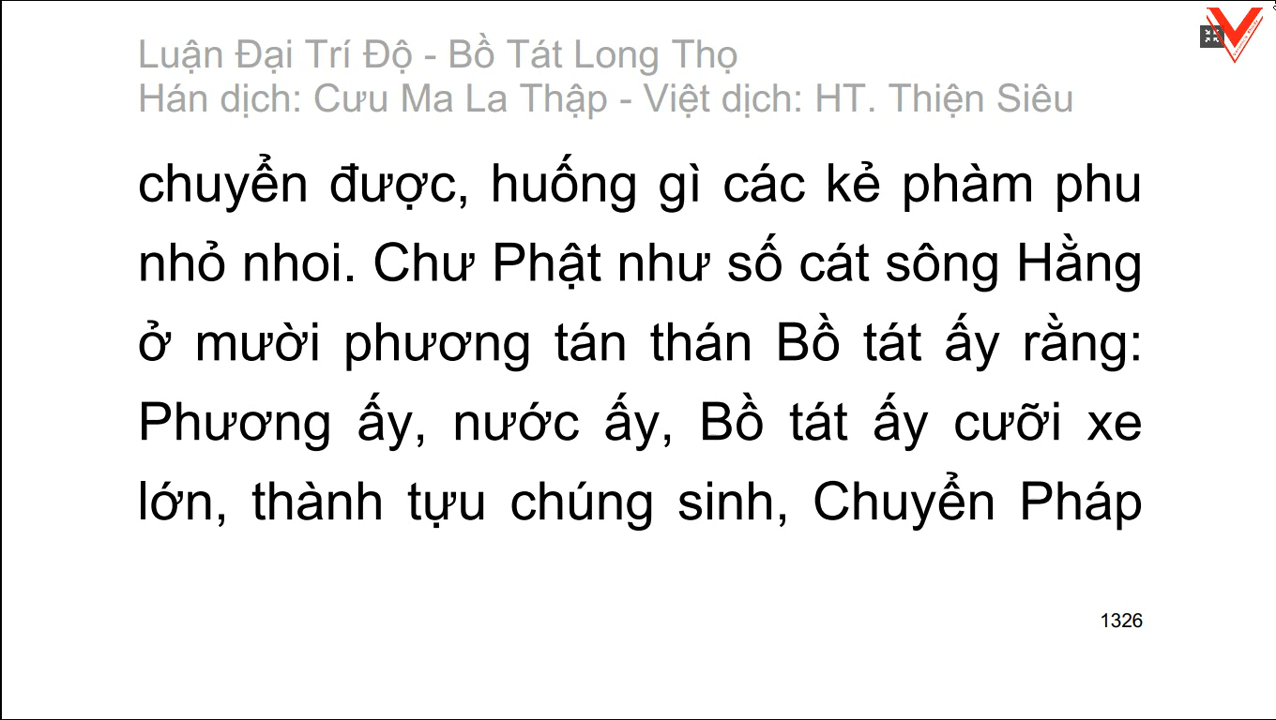 Luận Đại Trí Độ - Bồ Tát Long Thọ
Hán dịch: Cưu Ma La Thập - Việt dịch: HT. Thiện Siêu
chuyển được, huống gì các kẻ phàm phu
nhỏ nhoi. Chư Phật như số cát sông Hằng
ở mười phương tán thán Bồ tát ấy rằng:
Phương ấy, nước ấy, Bồ tát ấy cưỡi xe
lớn, thành tựu chúng sinh, Chuyển Pháp
1326